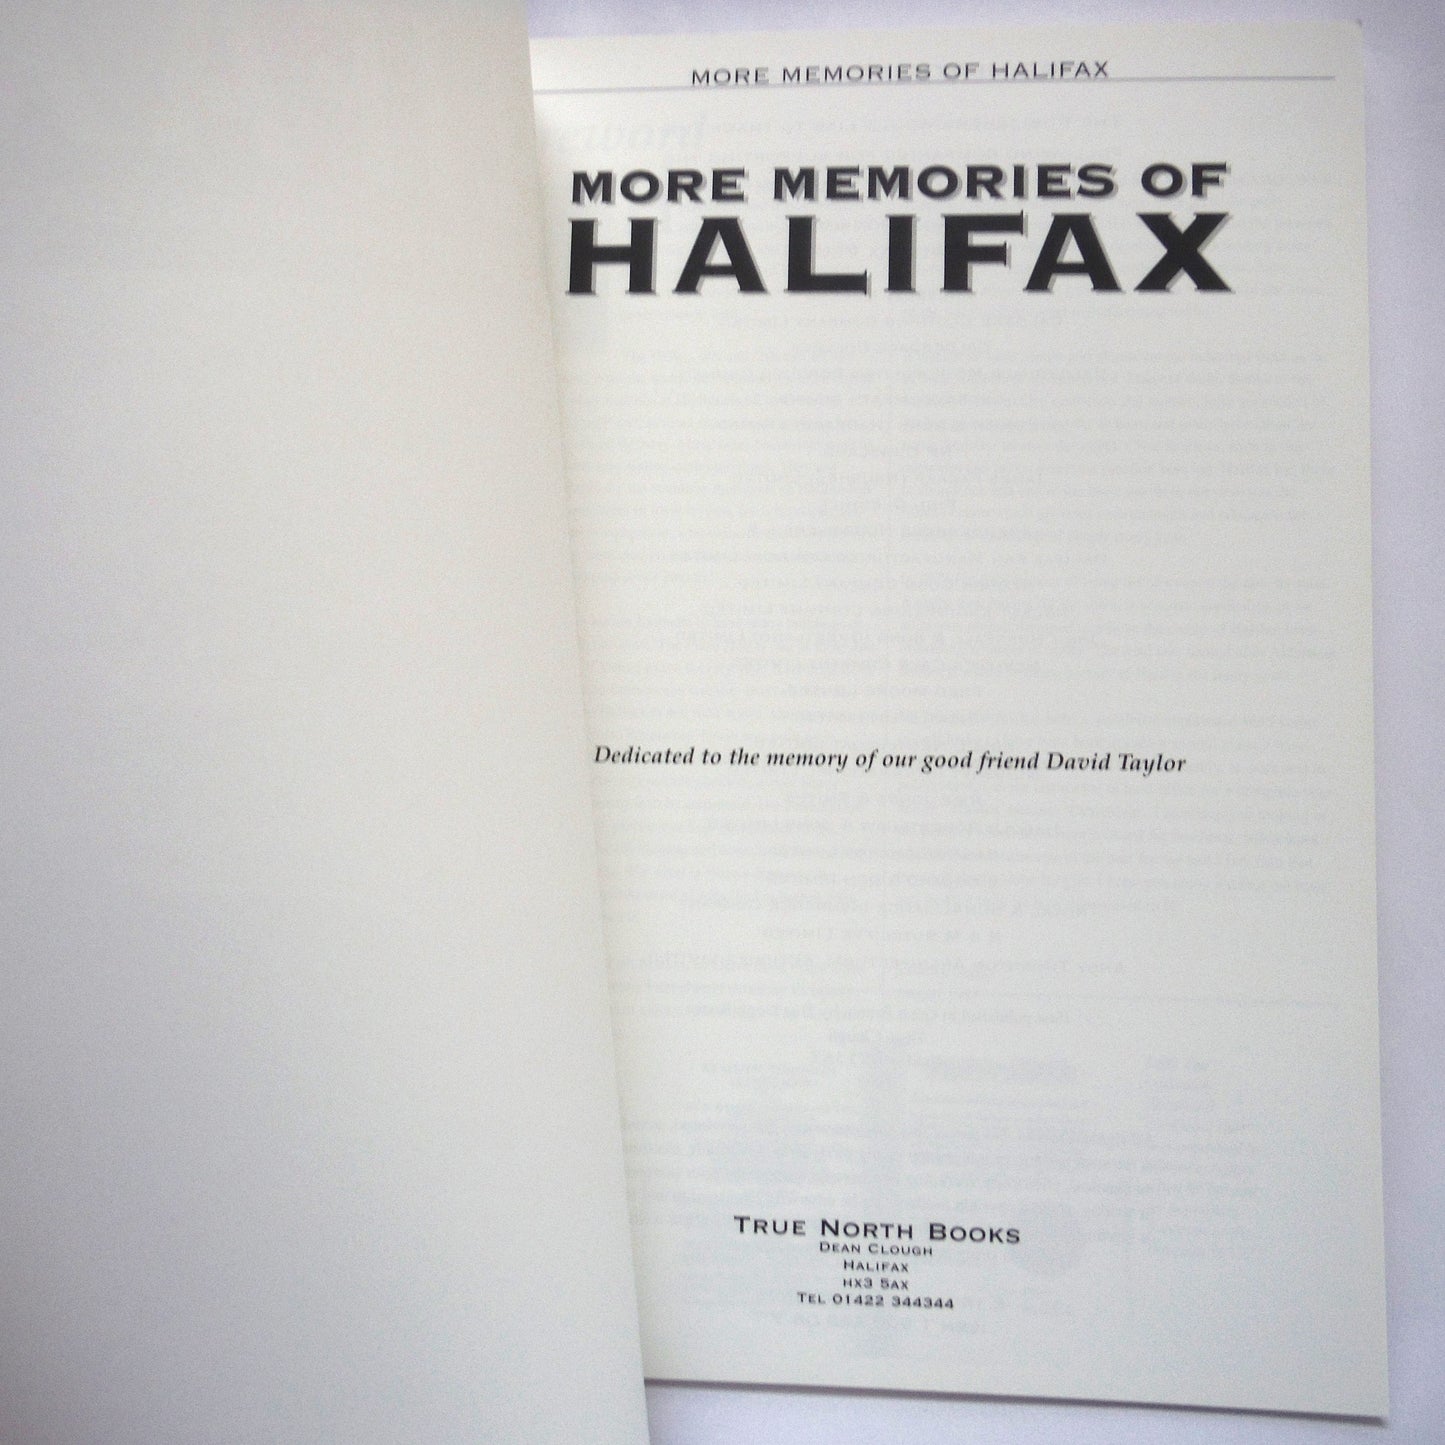 MORE MEMORIES OF HALIFAX
MORE MEMORIES OF
HALIFAX
Dedicated to the memory of our good friend David Taylor
TRUE NORTH BOOKS
DEAN CLOUGH
HALIFAX
HX3 5AX
TEL 01422 344344